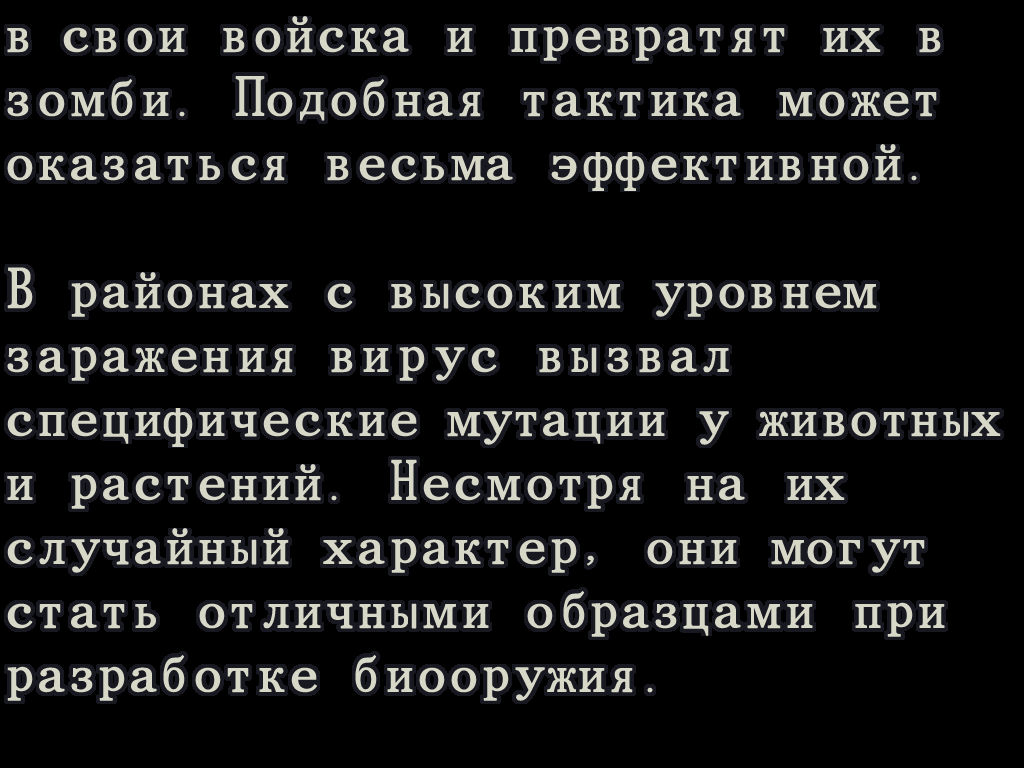 в свои войска и превратят их в
зомби. Подобная тактика может
оказаться весьма эффективной.
В районах с высоким уровнем
заражения вирус вызвал
специфические мутации у животных
и растений. Несмотря на их
случайный характер, они могут
стать отличными образцами при
разработке биооружия.